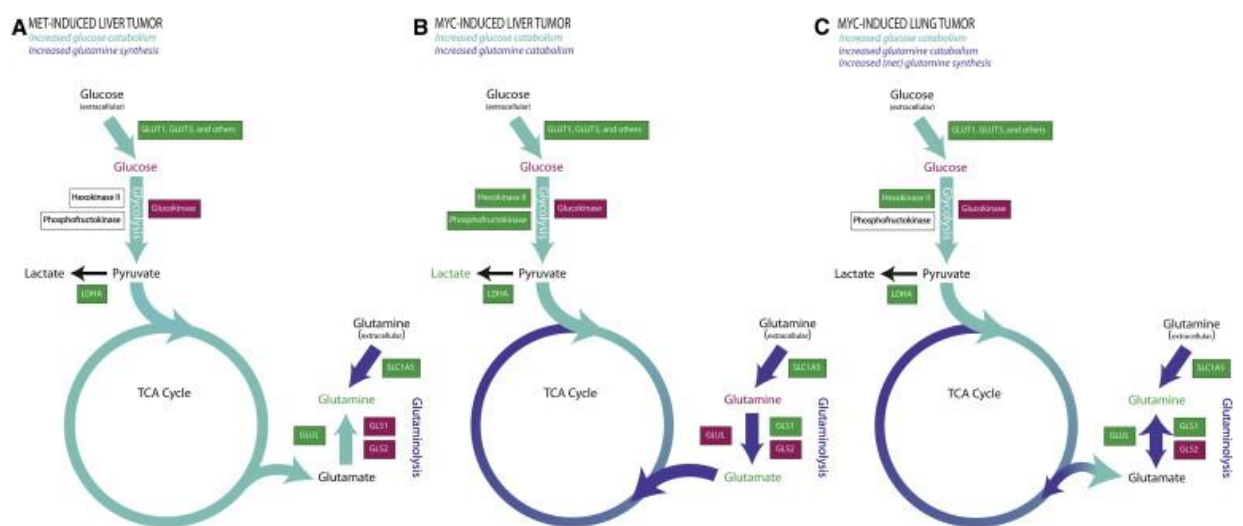 A MET-INDUCED LIVER TUMOR
Increased glucose catabolism
Increased glutamine synthesis
Glucose
(extracellular)
GLUT1, GLUT3, and others
Glucose
Hexokinase II
Phosphofructokinase
Glycolysis
Glucokinase
Lactate
Pyruvate
LDHA
TCA Cycle
Glutamine
(extracellular)
SLC1A5
Glutamine
GLUL
GLS1
GLS2
Glutamate
Glutaminolysis
B MYC-INDUCED LIVER TUMOR
Increased glucose catabolism
Increased glutamine catabolism
Glucose
(extracellular)
GLUT1, GLUT3, and others
Glucose
Hexokinase II
Phosphofructokinase
Glycolysis
Glucokinase
Lactate
Pyruvate
LDHA
TCA Cycle
Glutamine
(extracellular)
SLC1A5
Glutamine
GLUL
GLS1
GLS2
Glutamate
Glutaminolysis
C MYC-INDUCED LUNG TUMOR
Increased glucose catabolism
Increased glutamine catabolism
Increased (net) glutamine synthesis
Glucose
(extracellular)
GLUT1, GLUT3, and others
Glucose
Hexokinase II
Phosphofructokinase
Glycolysis
Glucokinase
Lactate
Pyruvate
LDHA
TCA Cycle
Glutamine
(extracellular)
SLC1A5
Glutamine
GLUL
GLS1
GLS2
Glutamate
Glutaminolysis